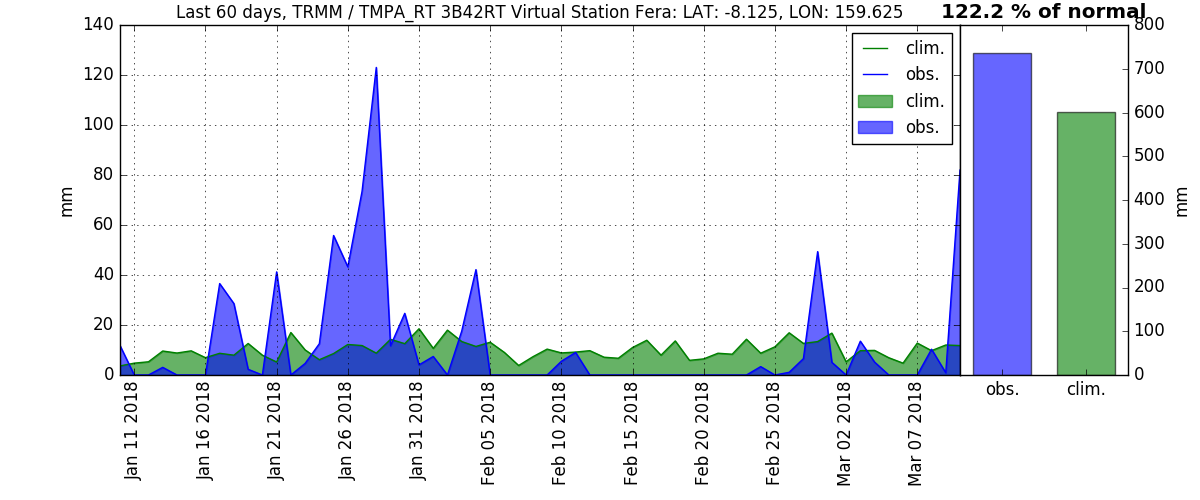 Last 60 days, TRMM / TMPA_RT 3B42RT Virtual Station Fera: LAT: -8.125, LON: 159.625
122.2 % of normal
mm
140
120
100
80
60
40
20
0
clim.
obs.
clim.
obs.
Jan 11 2018
Jan 16 2018
Jan 21 2018
Jan 26 2018
Jan 31 2018
Feb 05 2018
Feb 10 2018
Feb 15 2018
Feb 20 2018
Feb 25 2018
Mar 02 2018
Mar 07 2018
800
700
600
500
400
300
200
100
0
mm
obs.
clim.